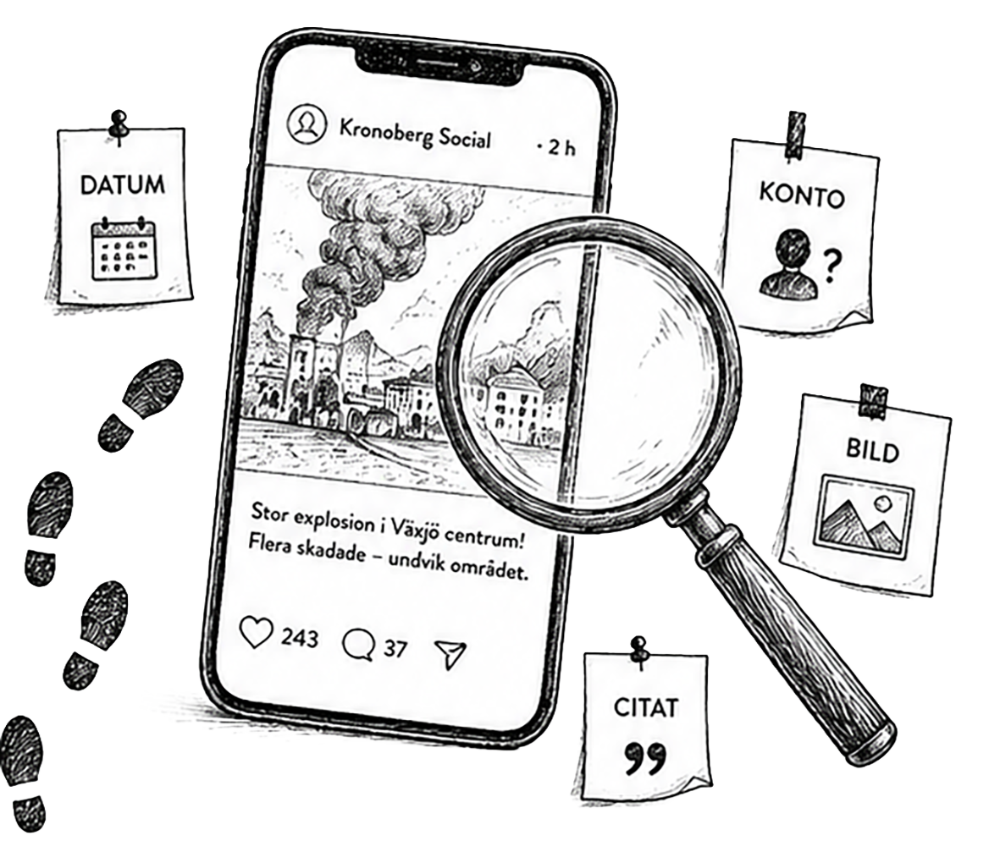 Kronoberg Social · 2 h
Stor explosion i Växjö centrum!
Flera skadade – undvik området.
243 37
DATUM
KONTO
?
BILD
CITAT
”